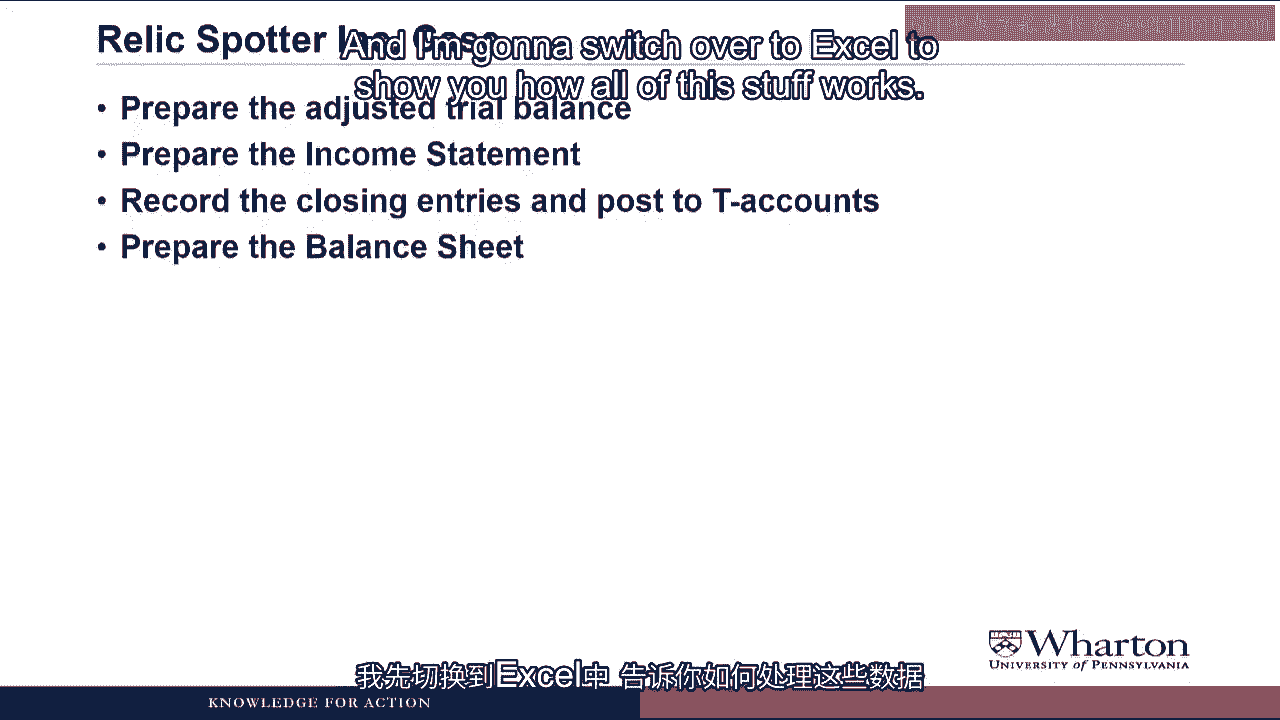 Relic Spotter Inc. Case
And I'm gonna switch over to Excel to
show you how all of this stuff works.
• Prepare the adjusted trial balance
• Prepare the Income Statement
• Record the closing entries and post to T-accounts
• Prepare the Balance Sheet
Wharton
UNIVERSITY of PENNSYLVANIA
我先切换到Excel中 告诉你如何处理这些数据
KNOWLEDGE FOR ACTION